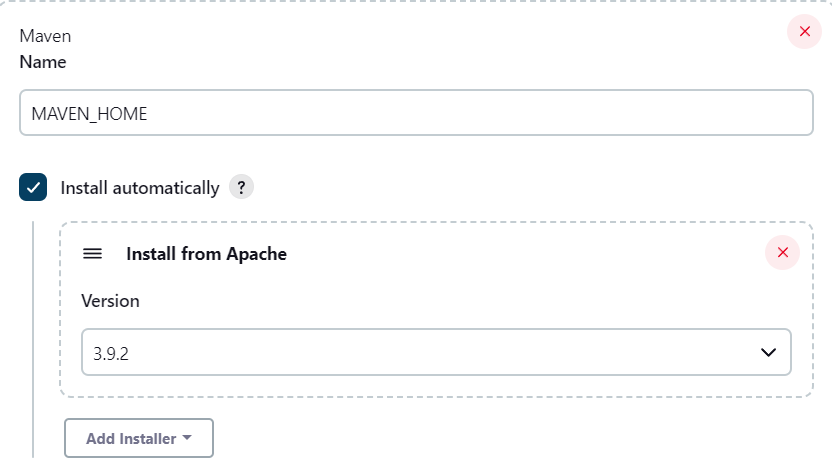 Maven
Name
MAVEN_HOME
Install automatically ?
Install from Apache
Version
3.9.2
Add Installer